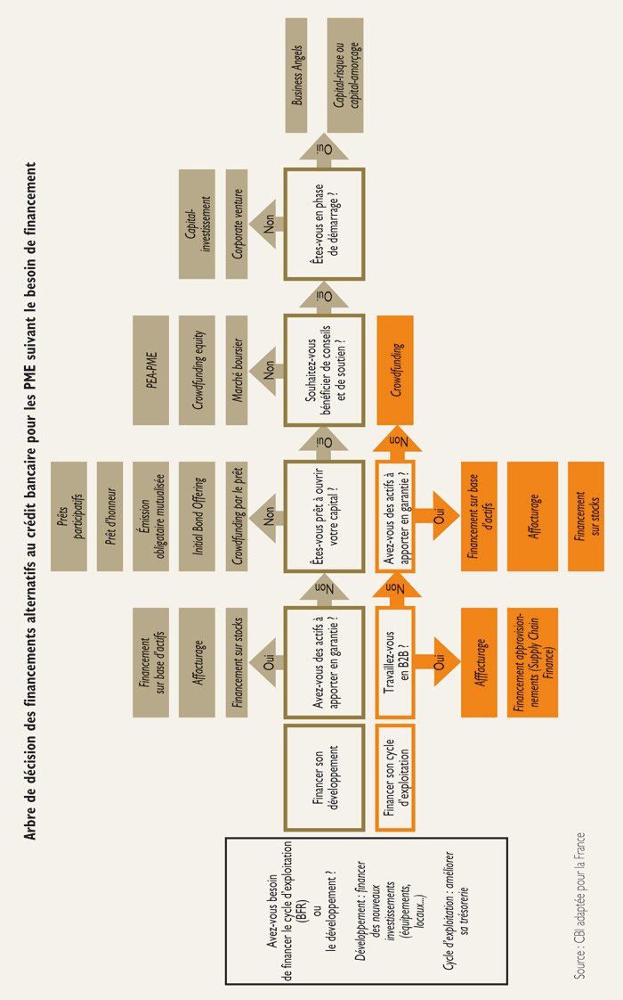 Arbre de décision des financements alternatifs au crédit bancaire pour les PME suivant le besoin de financement
Avez-vous besoin
de financer le cycle d'exploitation
(BFR)
ou
le développement ?
Développement : financer
des nouveaux
investissements
(équipements,
locaux...)
Cycle d'exploitation : améliorer
sa trésorerie
Financer son
développement
Avez-vous des actifs à
apporter en garantie ?
Oui
Financement
sur base d'actifs
Affacturage
Financement sur stocks
Non
Êtes-vous prêt à ouvrir
votre capital ?
Non
Prêts
participatifs
Prêt d'honneur
Émission
obligataire mutualisée
Initial Bond Offering
Crowdfunding par le prêt
Oui
Souhaitez-vous
bénéficier de conseils
et de soutien ?
Non
PEA-PME
Crowdfunding equity
Marché boursier
Oui
Êtes-vous en phase
de démarrage ?
Non
Capital-
investissement
Corporate venture
Oui
Business Angels
Capital-risque ou
capital-amorçage
Financer son cycle
d'exploitation
Travaillez-vous
en B2B ?
Oui
Afffacturage
Financement approvision-
nements (Supply Chain
Finance)
Non
Avez-vous des actifs à
apporter en garantie ?
Oui
Financement sur base
d'actifs
Affacturage
Financement
sur stocks
Non
Crowdfunding
Source : CBI adaptée pour la France